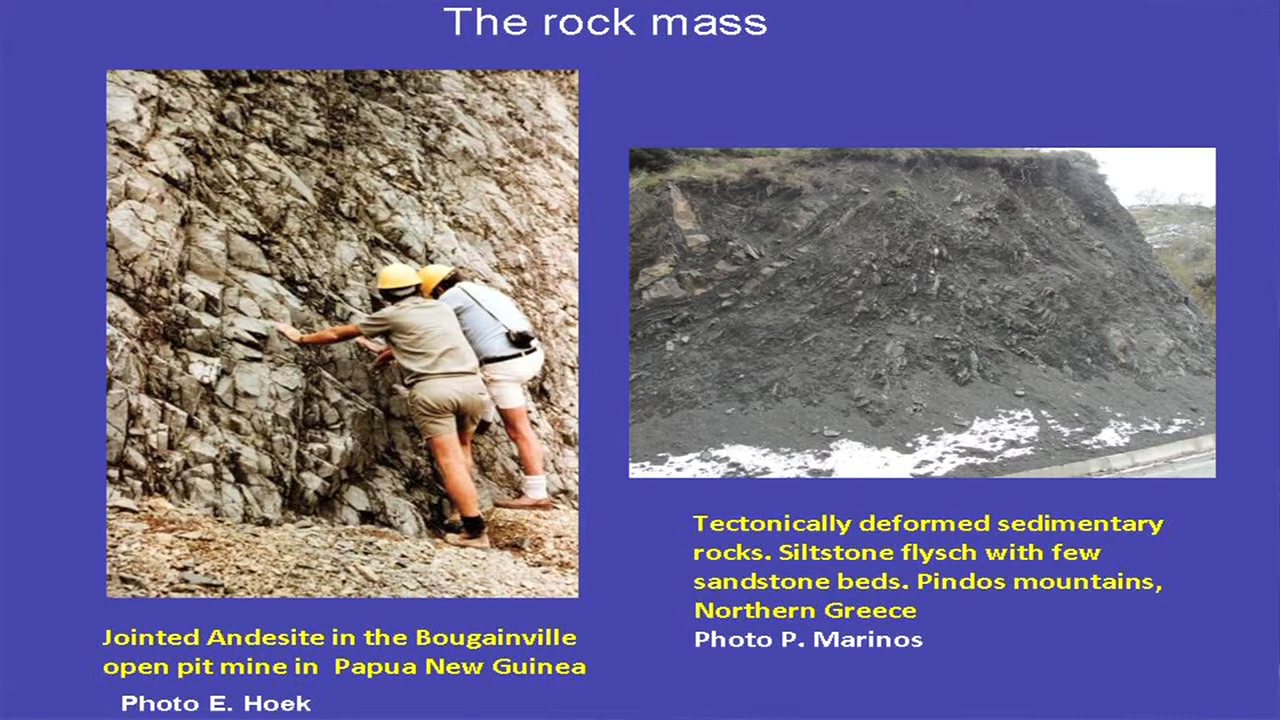 The rock mass
Jointed Andesite in the Bougainville
open pit mine in Papua New Guinea
Photo E. Hoek
Tectonically deformed sedimentary
rocks. Siltstone flysch with few
sandstone beds. Pindos mountains,
Northern Greece
Photo P. Marinos